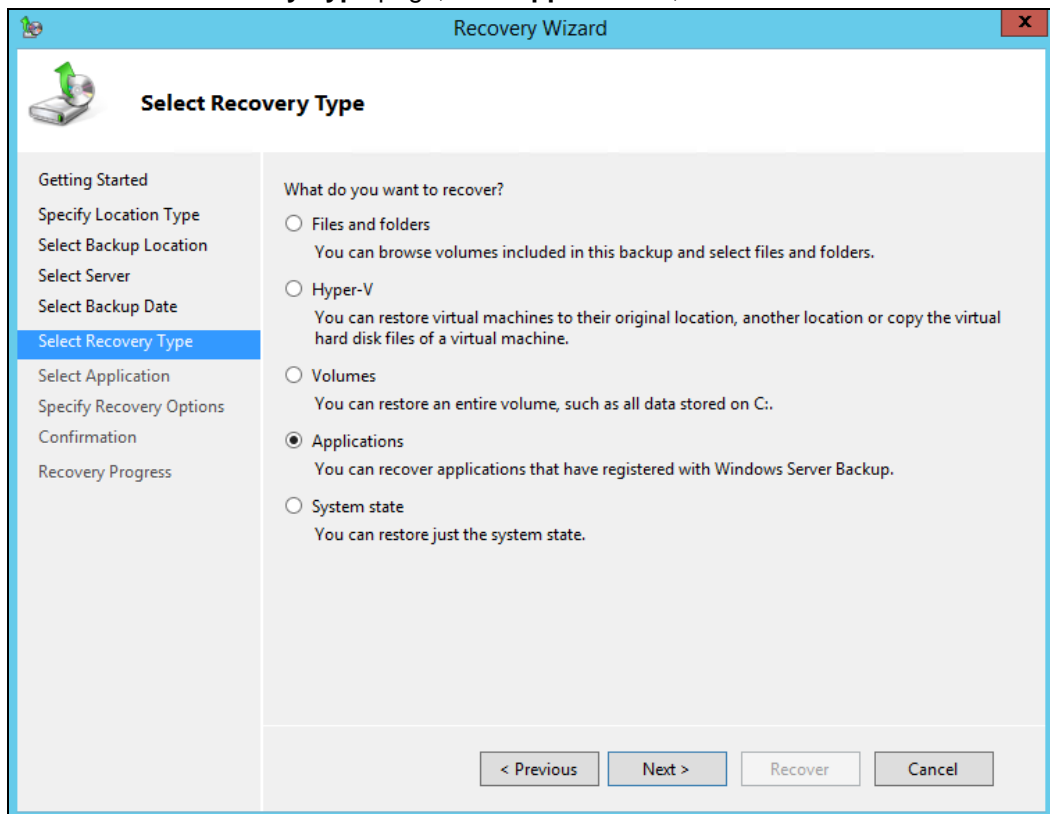 Recovery Wizard
x
Select Recovery Type
Getting Started
Specify Location Type
Select Backup Location
Select Server
Select Backup Date
Select Recovery Type
Select Application
Specify Recovery Options
Confirmation
Recovery Progress
What do you want to recover?
Files and folders
You can browse volumes included in this backup and select files and folders.
Hyper-V
You can restore virtual machines to their original location, another location or copy the virtual
hard disk files of a virtual machine.
Volumes
You can restore an entire volume, such as all data stored on C:.
Applications
You can recover applications that have registered with Windows Server Backup.
System state
You can restore just the system state.
< Previous
Next >
Recover
Cancel